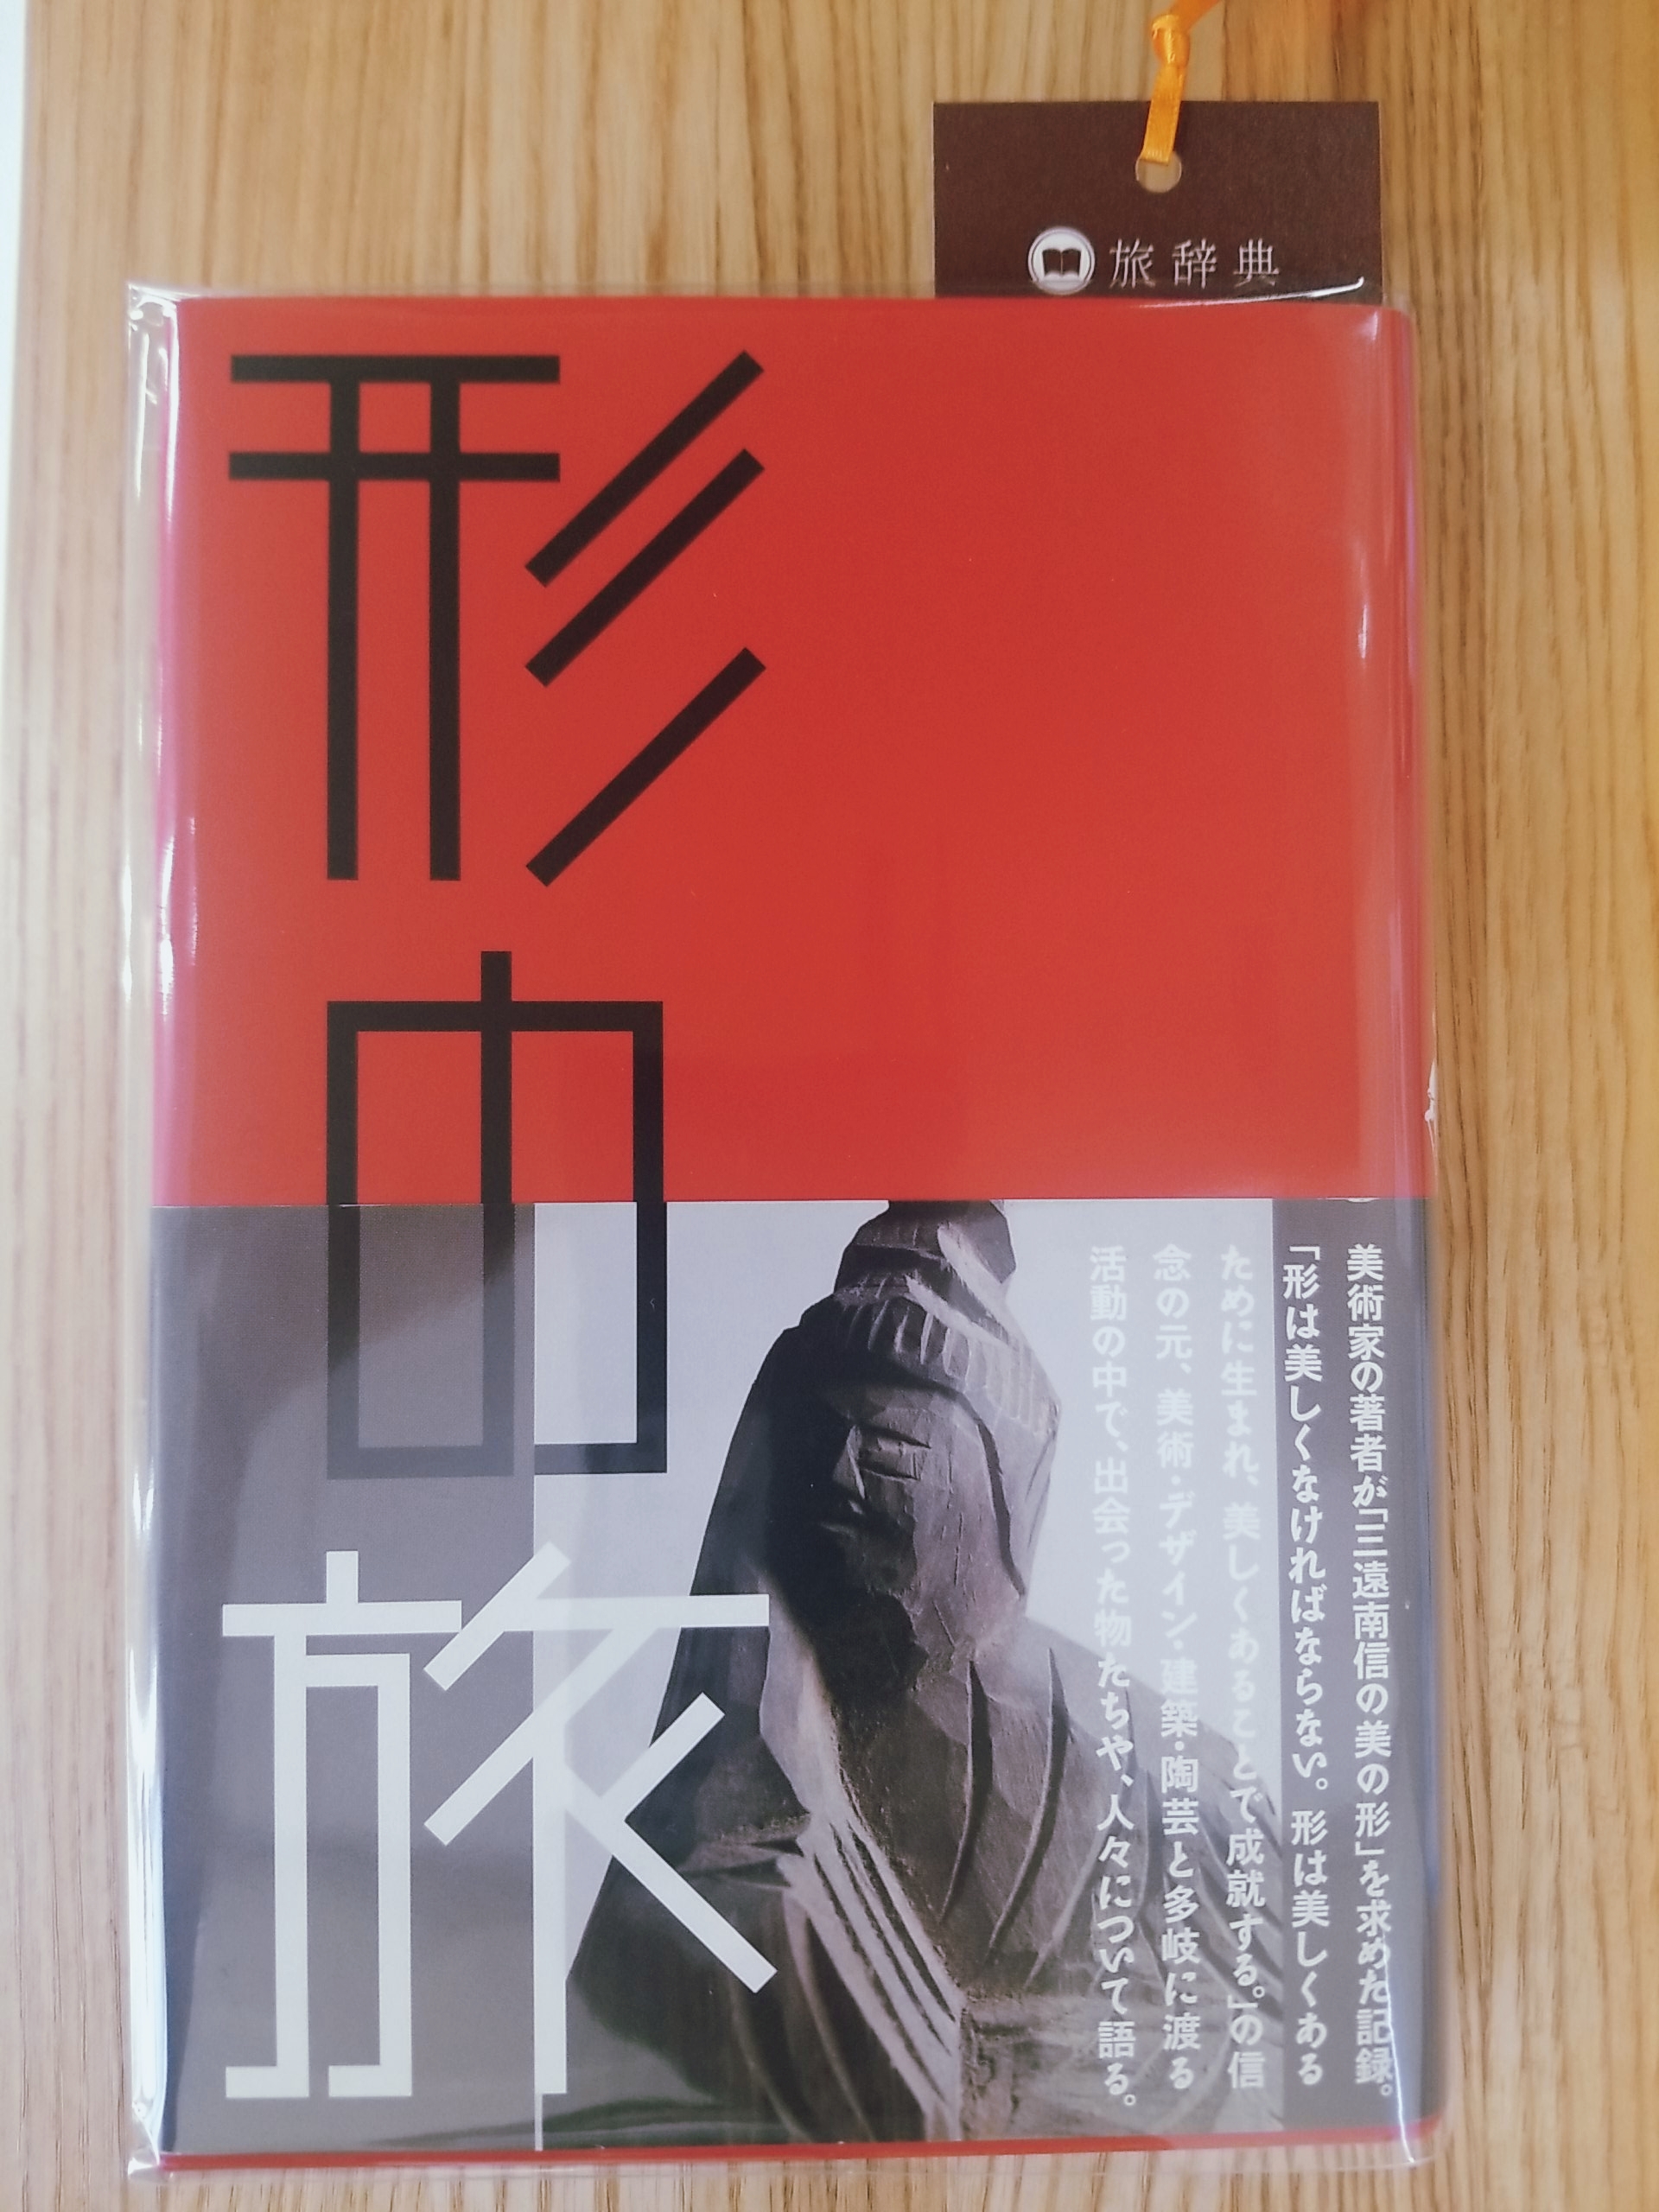 旅辞典
形の旅
美術家の著者が「三遠南信の美の形」を求めた記録。
「形は美しくなければならない。形は美しくある
ために生まれ、美しくあることで成就する。」の信
念の元、美術・デザイン・建築・陶芸と多岐に渡る
活動の中で、出会った物たちや、人々について語る。